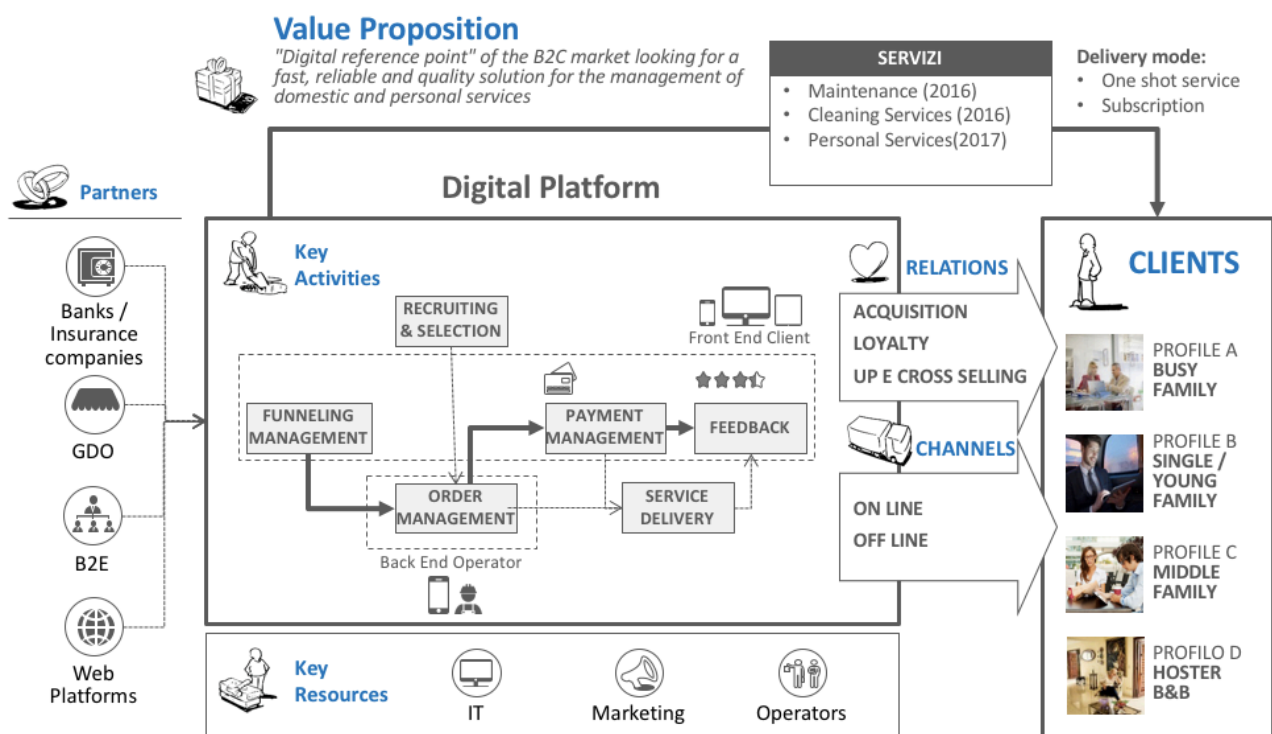 Value Proposition
"Digital reference point" of the B2C market looking for a
fast, reliable and quality solution for the management of
domestic and personal services
SERVIZI
• Maintenance (2016)
• Cleaning Services (2016)
• Personal Services(2017)
Delivery mode:
• One shot service
• Subscription
Partners
Banks /
Insurance
companies
GDO
B2E
Web
Platforms
Digital Platform
Key
Activities
RECRUITING
& SELECTION
Front End Client
FUNNELING
MANAGEMENT
PAYMENT
MANAGEMENT
FEEDBACK
ORDER
MANAGEMENT
SERVICE
DELIVERY
Back End Operator
RELATIONS
ACQUISITION
LOYALTY
UP E CROSS SELLING
CHANNELS
ON LINE
OFF LINE
CLIENTS
PROFILE A
BUSY
FAMILY
PROFILE B
SINGLE /
YOUNG
FAMILY
PROFILE C
MIDDLE
FAMILY
PROFILO D
HOSTER
B&B
Key
Resources
IT
Marketing
Operators